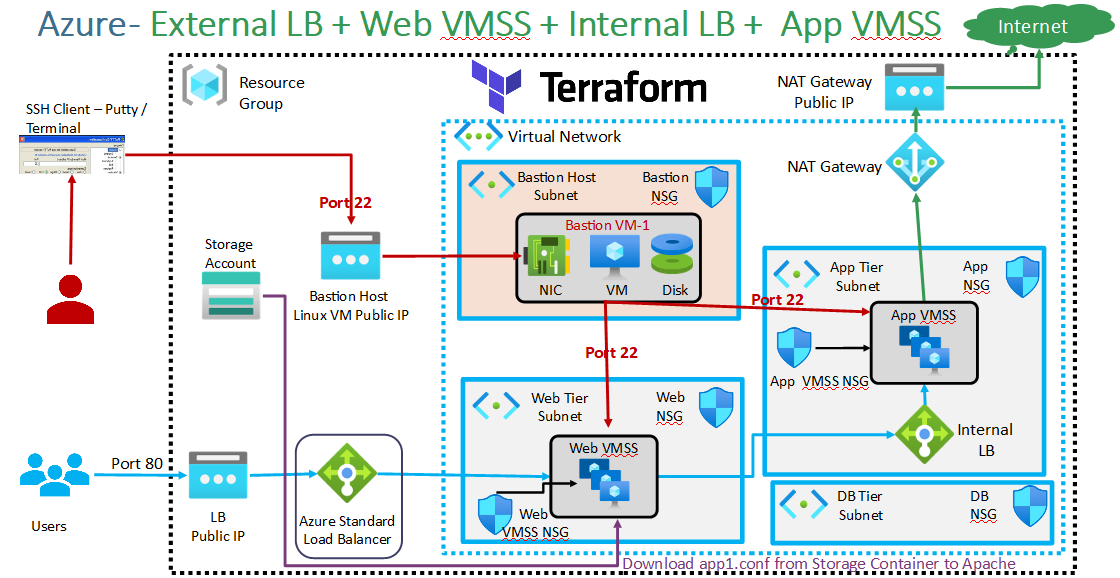 Azure- External LB + Web VMSS + Internal LB + App VMSS
Internet
Resource
Group
Terraform
NAT Gateway
Public IP
SSH Client – Putty /
Terminal
Virtual Network
NAT Gateway
Bastion Host
Subnet
Bastion
NSG
Port 22
Bastion VM-1
NIC
VM
Disk
Storage
Account
Bastion Host
Linux VM Public IP
App Tier
Subnet
App
NSG
Port 22
App VMSS
Port 22
App VMSS NSG
Web Tier
Subnet
Web
NSG
Internal
LB
Web VMSS
Port 80
Users
LB
Public IP
Azure Standard
Load Balancer
Web
VMSS NSG
DB Tier
Subnet
DB
NSG
Download app1.conf from Storage Container to Apache